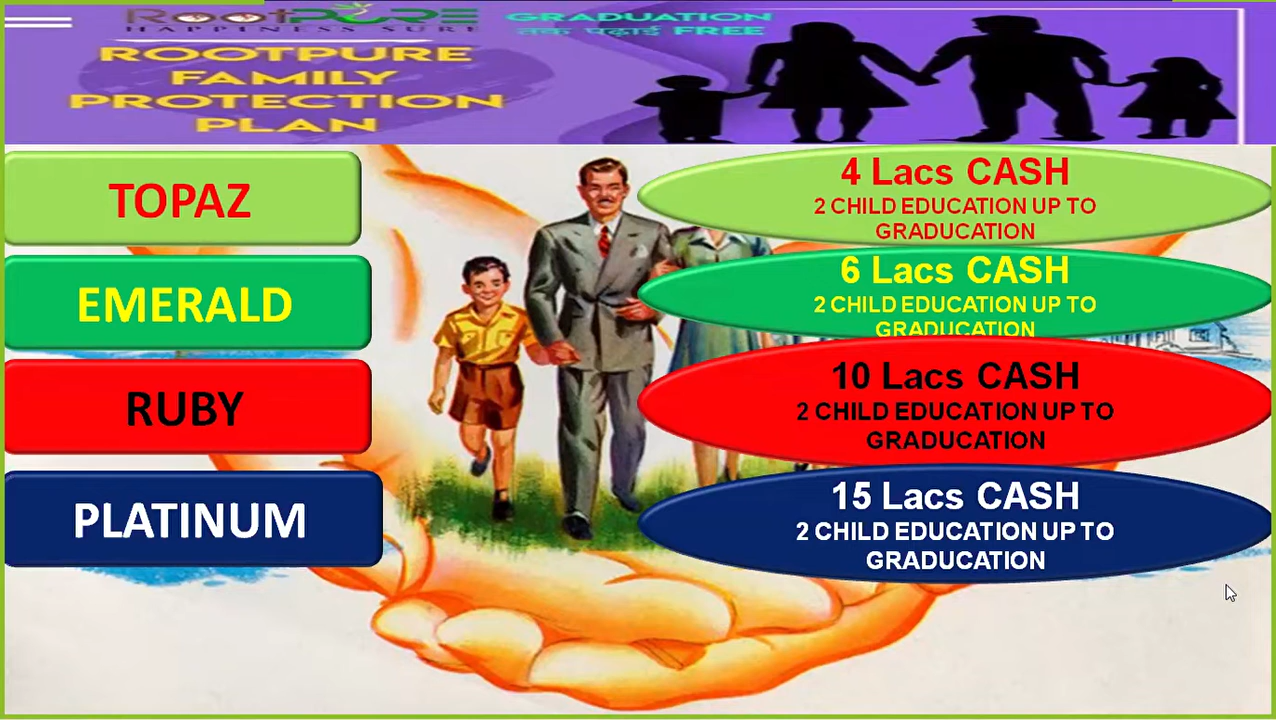 RootPURE
HAPPINESS SURE
GRADUATION
तक पढ़ाई FREE
ROOTPURE
FAMILY
PROTECTION
PLAN
TOPAZ
4 Lacs CASH
2 CHILD EDUCATION UP TO
GRADUCATION
EMERALD
6 Lacs CASH
2 CHILD EDUCATION UP TO
GRADUCATION
RUBY
10 Lacs CASH
2 CHILD EDUCATION UP TO
GRADUCATION
PLATINUM
15 Lacs CASH
2 CHILD EDUCATION UP TO
GRADUCATION